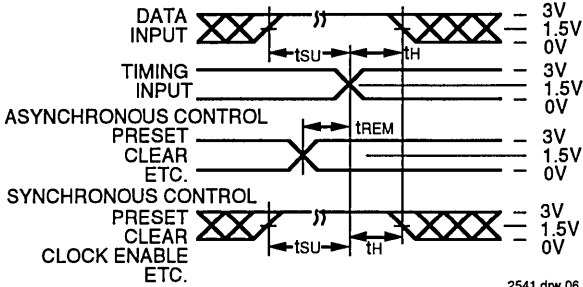 DATA INPUT
3V
1.5V
0V
tSU
tH
TIMING INPUT
3V
1.5V
0V
ASYNCHRONOUS CONTROL
PRESET
CLEAR
ETC.
tREM
3V
1.5V
0V
SYNCHRONOUS CONTROL
PRESET
CLEAR
CLOCK ENABLE
ETC.
tSU
tH
3V
1.5V
0V
2541 drw 06